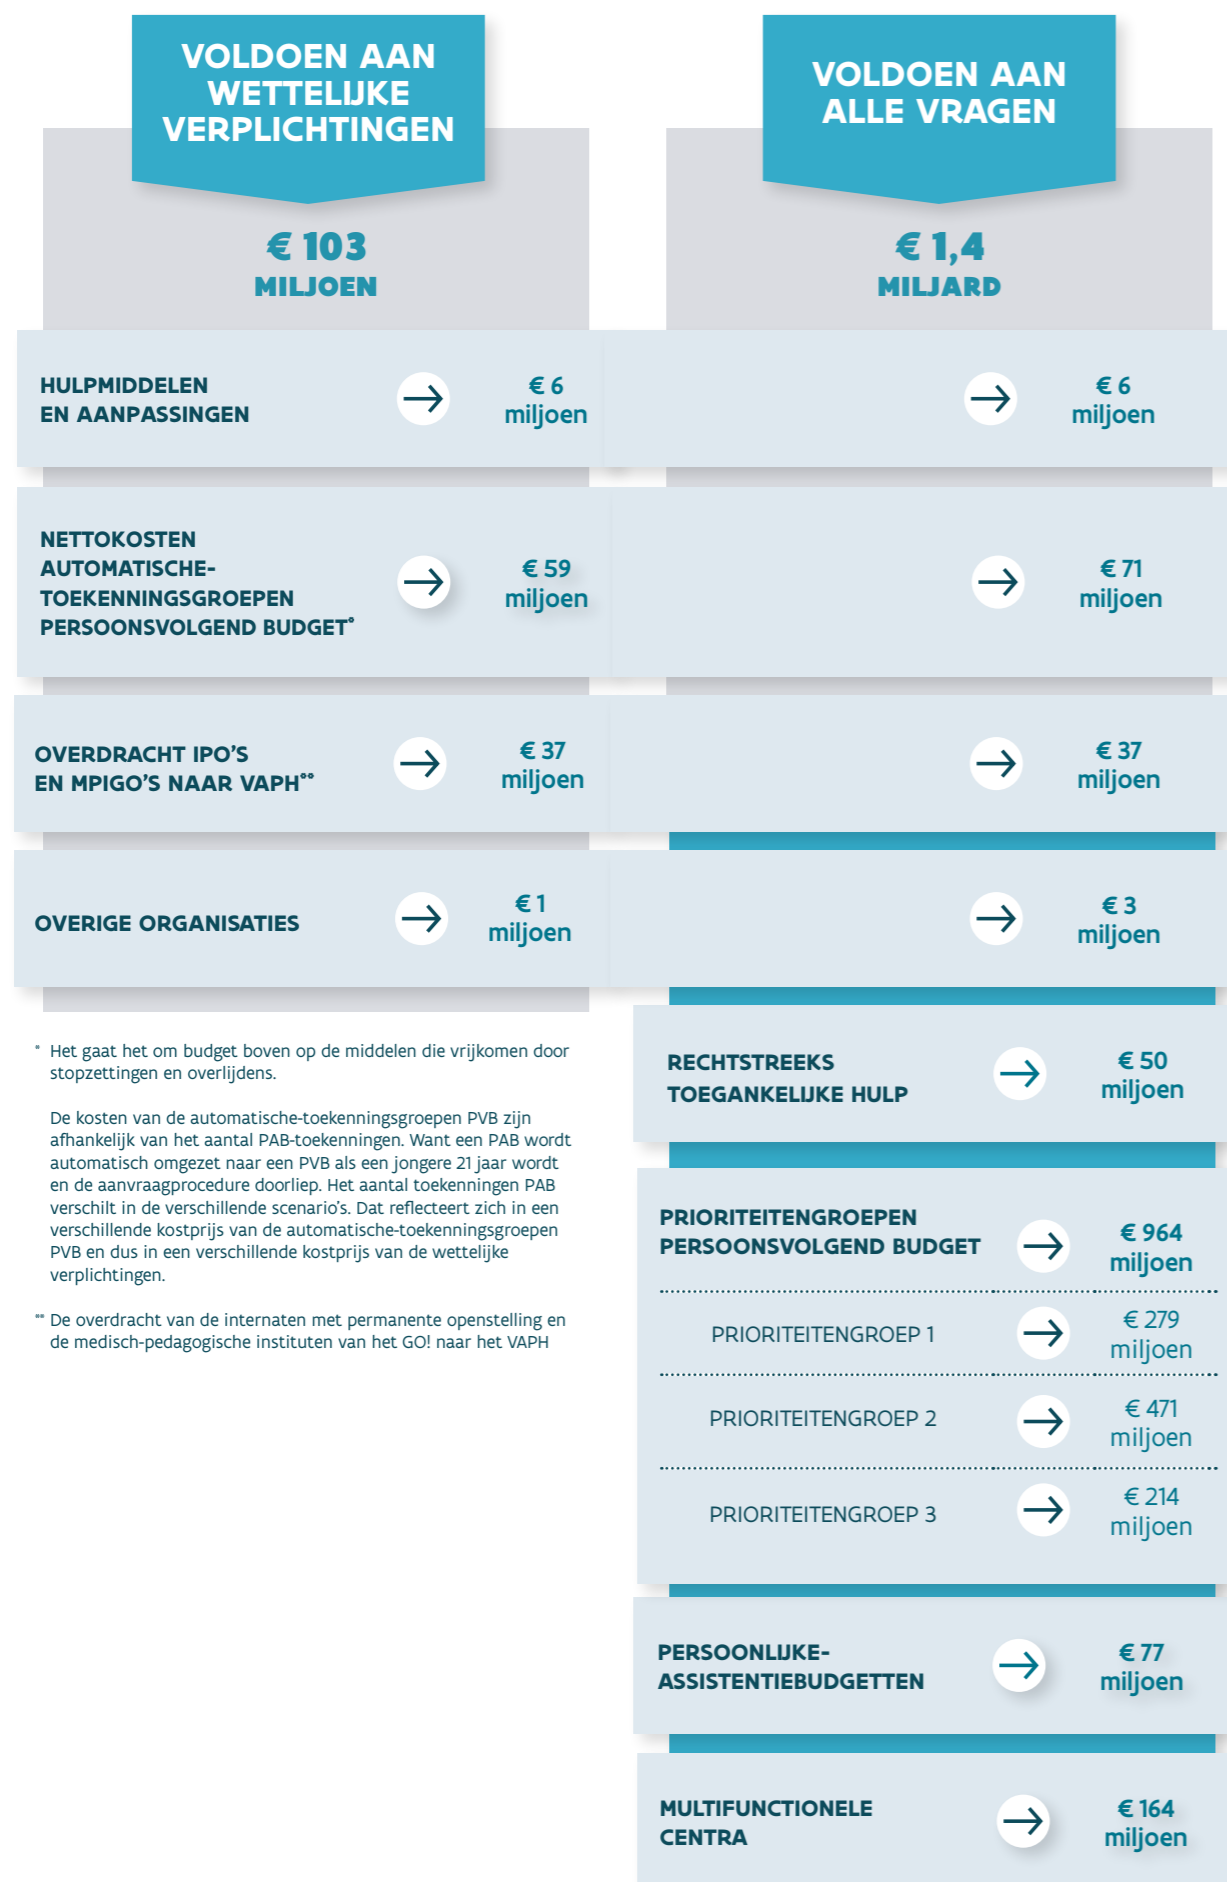 VOLDOEN AAN
WETTELIJKE
VERPLICHTINGEN
€ 103
MILJOEN
VOLDOEN AAN
ALLE VRAGEN
€ 1,4
MILJARD
HULPMIDDELEN
EN AANPASSINGEN
€ 6
miljoen
€ 6
miljoen
NETTOKOSTEN
AUTOMATISCHE-
TOEKENNINGSGROEPEN
PERSOONSVOLGEND BUDGET*
€ 59
miljoen
€ 71
miljoen
OVERDRACHT IPO’S
EN MPIGO’S NAAR VAPH**
€ 37
miljoen
€ 37
miljoen
OVERIGE ORGANISATIES
€ 1
miljoen
€ 3
miljoen
* Het gaat het om budget boven op de middelen die vrijkomen door
stopzettingen en overlijdens.
De kosten van de automatische-toekenningsgroepen PVB zijn
afhankelijk van het aantal PAB-toekenningen. Want een PAB wordt
automatisch omgezet naar een PVB als een jongere 21 jaar wordt
en de aanvraagprocedure doorliep. Het aantal toekenningen PAB
verschilt in de verschillende scenario’s. Dat reflecteert zich in een
verschillende kostprijs van de automatische-toekenningsgroepen
PVB en dus in een verschillende kostprijs van de wettelijke
verplichtingen.
** De overdracht van de internaten met permanente openstelling en
de medisch-pedagogische instituten van het GO! naar het VAPH
RECHTSTREEKS
TOEGANKELIJKE HULP
€ 50
miljoen
PRIORITEITENGROEPEN
PERSOONSVOLGEND BUDGET
€ 964
miljoen
PRIORITEITENGROEP 1
€ 279
miljoen
PRIORITEITENGROEP 2
€ 471
miljoen
PRIORITEITENGROEP 3
€ 214
miljoen
PERSOONLIJKE-
ASSISTENTIEBUDGETTEN
€ 77
miljoen
MULTIFUNCTIONELE
CENTRA
€ 164
miljoen